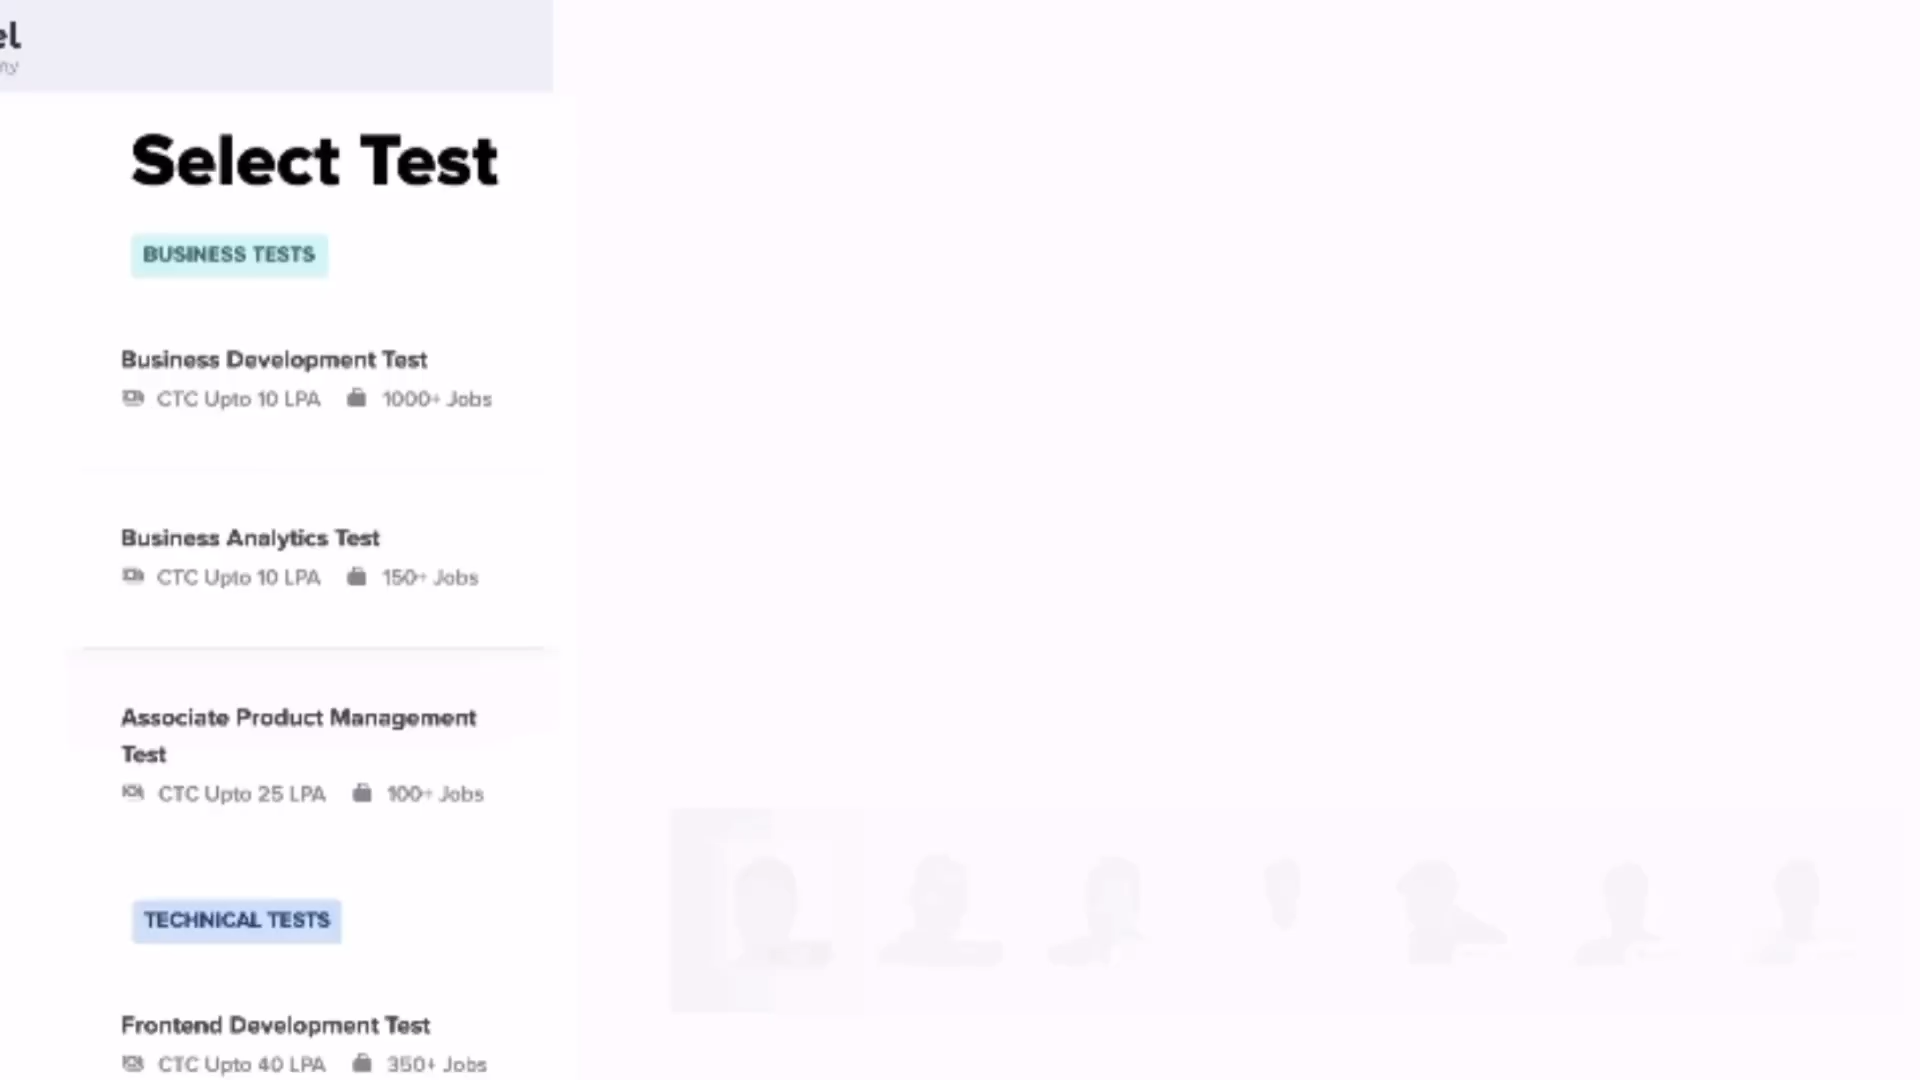 el
ny
Select Test
BUSINESS TESTS
Business Development Test
CTC Upto 10 LPA 1000+ Jobs
Business Analytics Test
CTC Upto 10 LPA 150+ Jobs
Associate Product Management
Test
CTC Upto 25 LPA 100+ Jobs
TECHNICAL TESTS
Frontend Development Test
CTC Upto 40 LPA 350+ Jobs